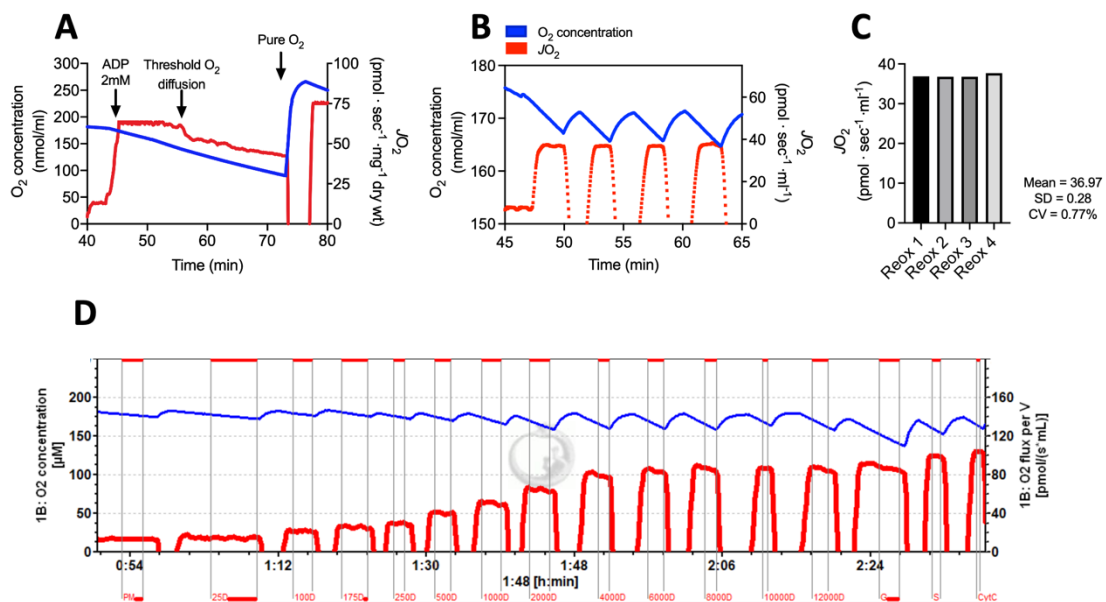 A
ADP
2mM
Threshold O2
diffusion
Pure O2
300
250
200
150
100
50
0
O2 concentration
(nmol/ml)
100
75
50
25
0
JO2
(pmol · sec-1 ·ng-1 dry wt)
40 50 60 70 80
Time (min)
B
O2 concentration
JO2
180
170
160
150
O2 concentration
(nmol/ml)
60
40
20
0
JO2
(pmol · sec-1 ·ml-1)
45 50 55 60 65
Time (min)
C
40
30
20
10
0
JO2
(pmol · sec-1 ·ml-1)
Reox 1
Reox 2
Reox 3
Reox 4
Mean = 36.97
SD = 0.28
CV = 0.77%
D
200
150
100
50
0
1B: O2 concentration
[µM]
160
120
80
40
0
1B: O2 flux per V
[pmol/(s*mL)]
0:54 1:12 1:30 1:48 2:06 2:24
1:48 [h:min]
PM 25D 100D 175D 250D 500D 1000D 2000D 4000D 6000D 8000D 10000D 12000D G S CytC